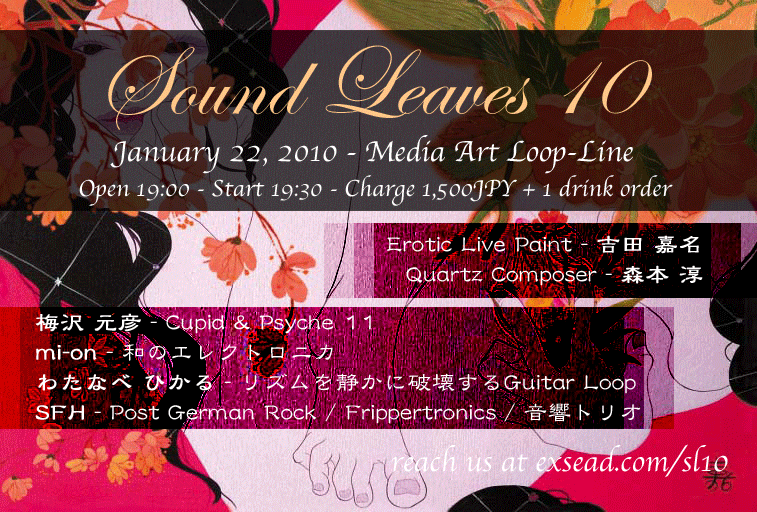 Sound Leaves 10
January 22, 2010 - Media Art Loop-Line
Open 19:00 - Start 19:30 - Charge 1,500JPY + 1 drink order
Erotic Live Paint - 吉田 嘉名
Quartz Composer - 森本 淳
梅沢 元彦 - Cupid & Psyche 11
mi-on - 和のエレクトロニカ
わたなべ ひかる - リズムを静かに破壊するGuitar Loop
SFH - Post German Rock / Frippertronics / 音響トリオ
reach us at exsead.com/sl10